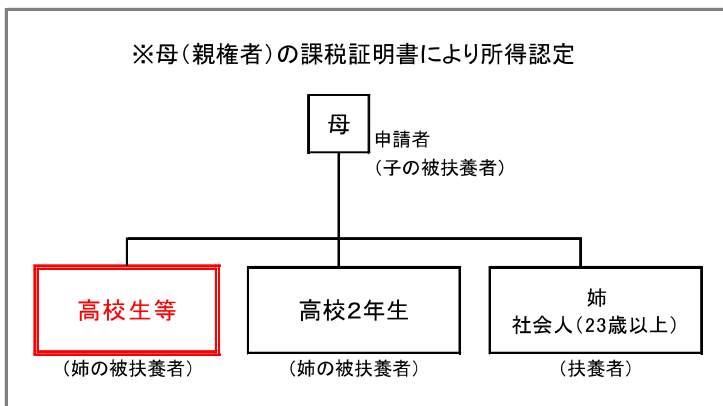 ※母（親権者）の課税証明書により所得認定
母
申請者
（子の被扶養者）
高校生等
高校２年生
姉
社会人（23歳以上）
（姉の被扶養者）
（姉の被扶養者）
（扶養者）